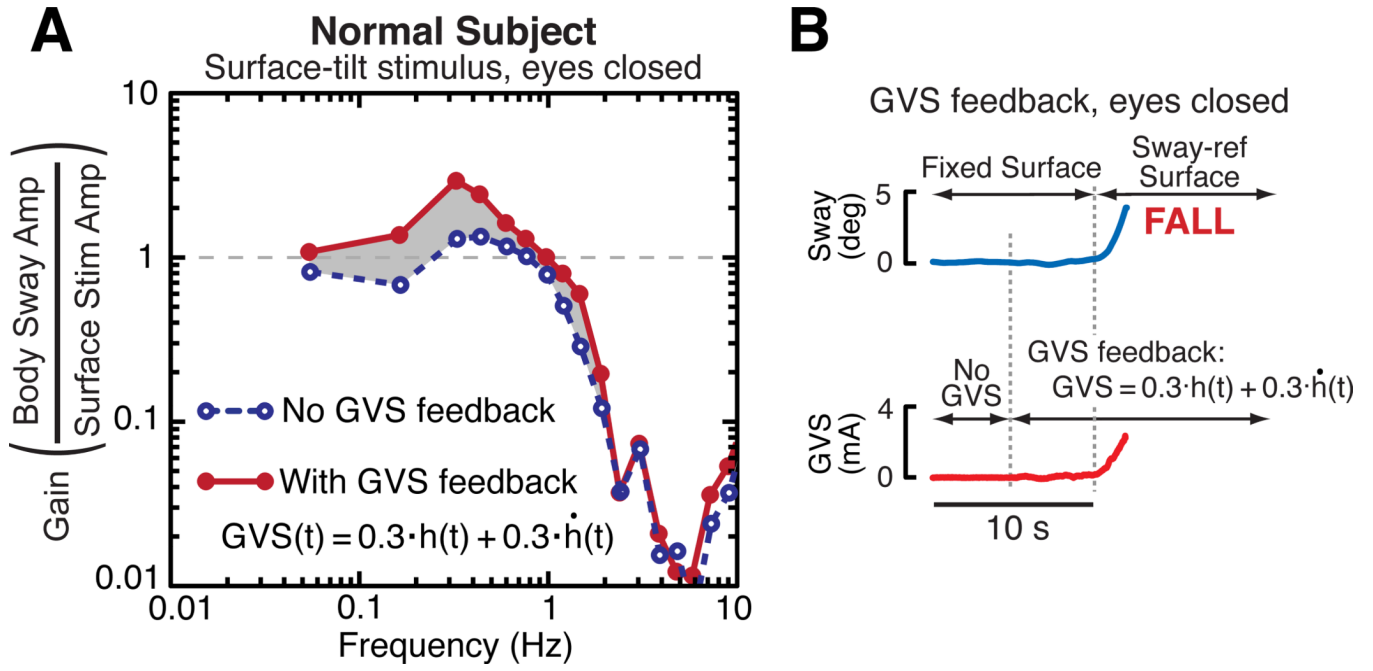 A
Normal Subject
Surface-tilt stimulus, eyes closed
10
1
0.1
0.01
0.01
0.1
1
10
Frequency (Hz)
Gain
Body Sway Amp
Surface Stim Amp
No GVS feedback
With GVS feedback
GVS(t) = 0.3·h(t) + 0.3·ḣ(t)
B
GVS feedback, eyes closed
Fixed Surface
Sway-ref
Surface
FALL
Sway
(deg)
5
0
No
GVS
GVS feedback:
GVS = 0.3·h(t) + 0.3·ḣ(t)
GVS
(mA)
4
0
10 s